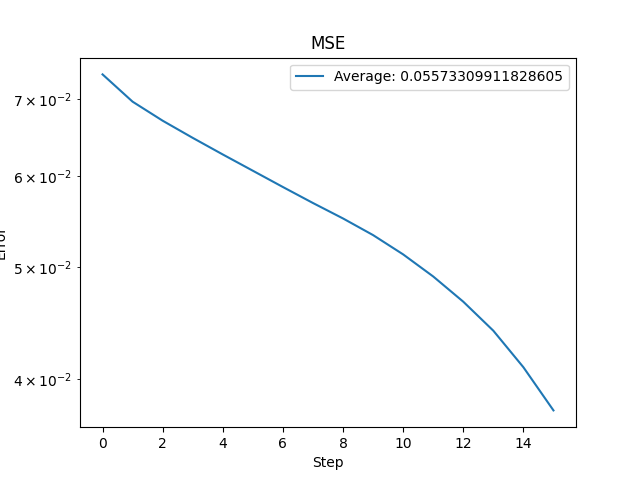 MSE
Average: 0.05573309911828605
7 × 10⁻²
6 × 10⁻²
5 × 10⁻²
4 × 10⁻²
Error
0 2 4 6 8 10 12 14
Step